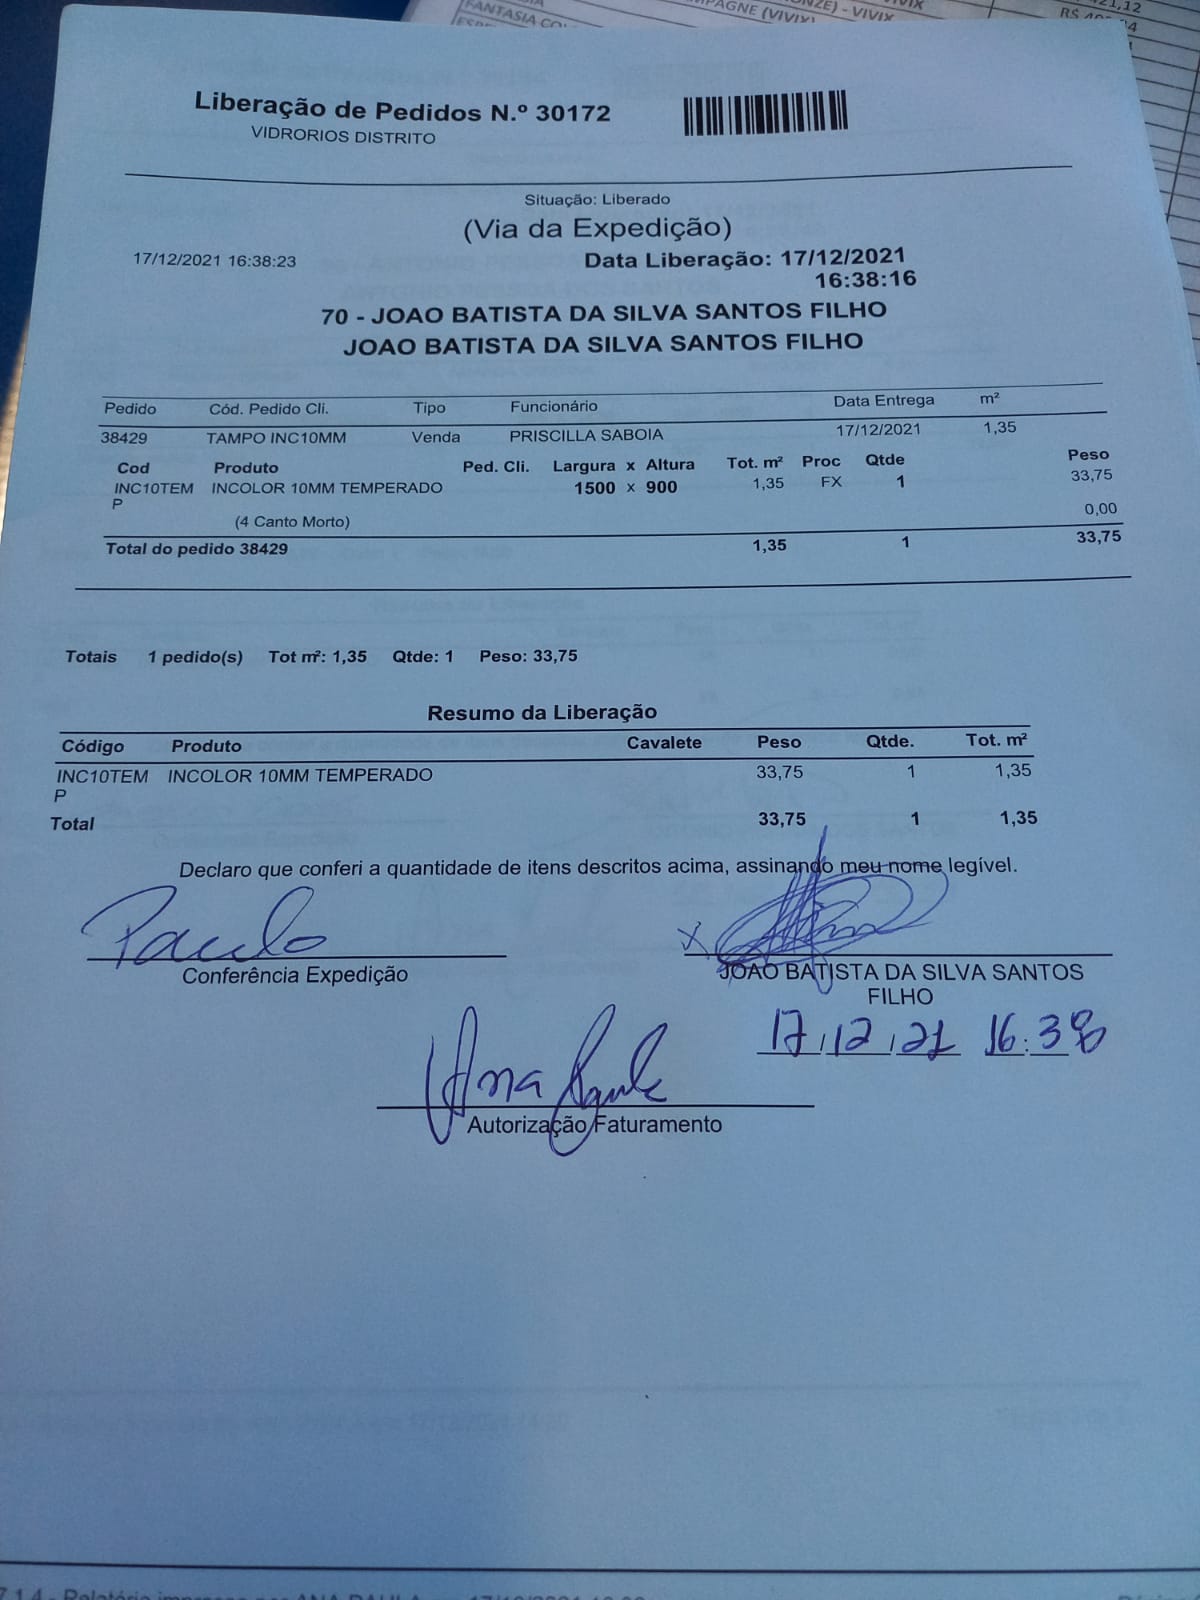 Liberação de Pedidos N.º 30172
VIDRORIOS DISTRITO
Situação: Liberado
(Via da Expedição)
17/12/2021 16:38:23
Data Liberação: 17/12/2021
16:38:16
70 - JOAO BATISTA DA SILVA SANTOS FILHO
JOAO BATISTA DA SILVA SANTOS FILHO
Pedido Cód. Pedido Cli. Tipo Funcionário Data Entrega m²
38429 TAMPO INC10MM Venda PRISCILLA SABOIA 17/12/2021 1,35
Cod Produto Ped. Cli. Largura x Altura Tot. m² Proc Qtde Peso
INC10TEM INCOLOR 10MM TEMPERADO 1500 x 900 1,35 FX 1 33,75
P
(4 Canto Morto) 0,00
Total do pedido 38429 1,35 1 33,75
Totais 1 pedido(s) Tot m²: 1,35 Qtde: 1 Peso: 33,75
Resumo da Liberação
Código Produto Cavalete Peso Qtde. Tot. m²
INC10TEM INCOLOR 10MM TEMPERADO 33,75 1 1,35
P
Total 33,75 1 1,35
Declaro que conferi a quantidade de itens descritos acima, assinando meu nome legível.
Paulo
x
Conferência Expedição
JOAO BATISTA DA SILVA SANTOS
FILHO
17/12/21 16:38
Ana Paula
Autorização Faturamento